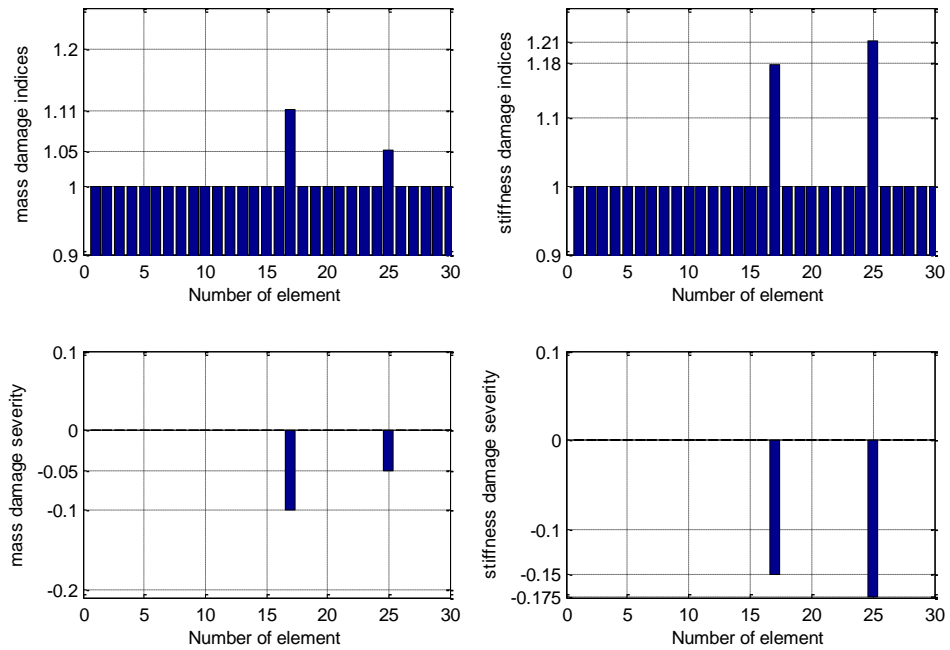 mass damage indices
1.2
1.11
1.05
1
0.9
0 5 10 15 20 25 30
Number of element
stiffness damage indices
1.21
1.18
1.1
1
0.9
0 5 10 15 20 25 30
Number of element
mass damage severity
0.1
0
-0.05
-0.1
-0.2
0 5 10 15 20 25 30
Number of element
stiffness damage severity
0.1
0
-0.1
-0.15
-0.175
0 5 10 15 20 25 30
Number of element